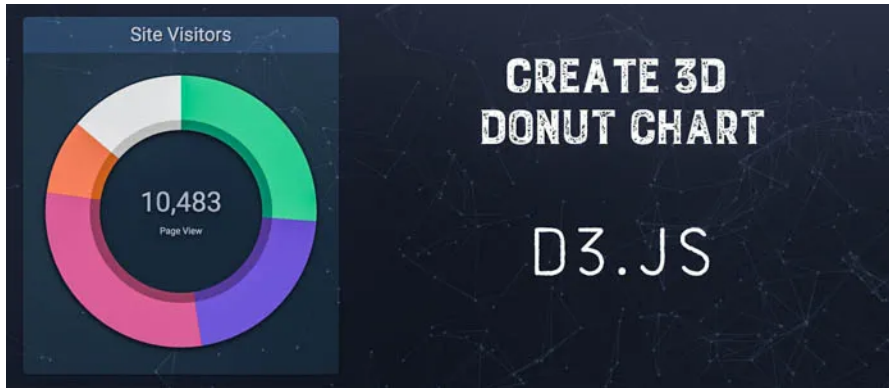 Site Visitors
10,483
Page View
CREATE 3D
DONUT CHART
D3.JS